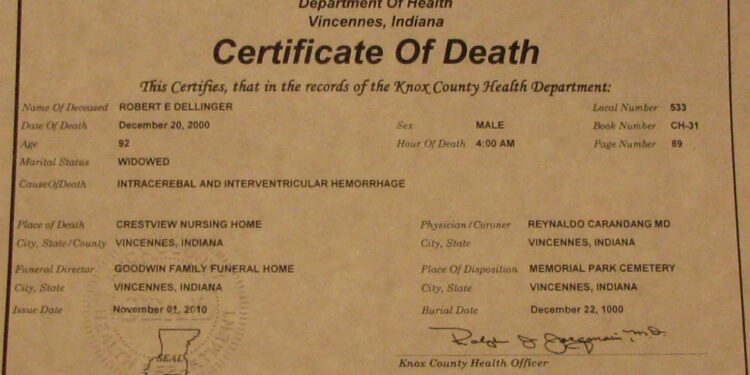 Department Of Health
Vincennes, Indiana
Certificate Of Death
This Certifies, that in the records of the Knox County Health Department:
Name Of Deceased ROBERT E DELLINGER Local Number 533
Date Of Death December 20, 2000 Sex MALE Book Number CH-31
Age 92 Hour Of Death 4:00 AM Page Number 89
Marital Status WIDOWED
CauseOfDeath INTRACEREBAL AND INTERVENTRICULAR HEMORRHAGE
Place of Death CRESTVIEW NURSING HOME Physician/Coroner REYNALDO CARANDANG MD
City, State/County VINCENNES, INDIANA City, State VINCENNES, INDIANA
Funeral Director GOODWIN FAMILY FUNERAL HOME Place Of Disposition MEMORIAL PARK CEMETERY
City, State VINCENNES, INDIANA City, State VINCENNES, INDIANA
Issue Date November 01, 2010 Burial Date December 22, 1000
SEAL
Knox County Health Officer